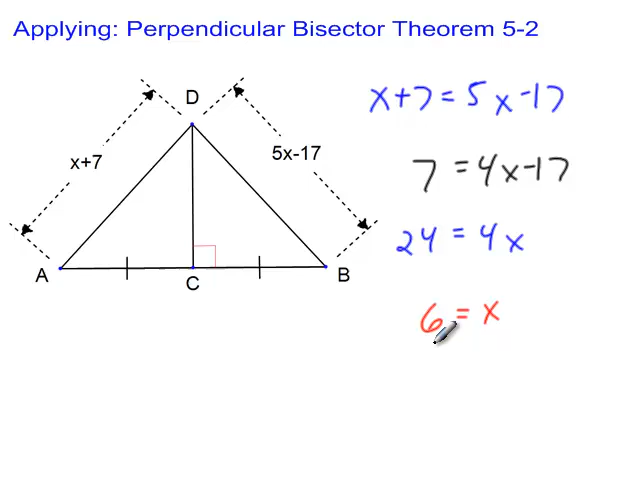 Applying: Perpendicular Bisector Theorem 5-2
D
x+7
5x-17
A
C
B
x+7=5x-17
7=4x-17
24=4x
6=x